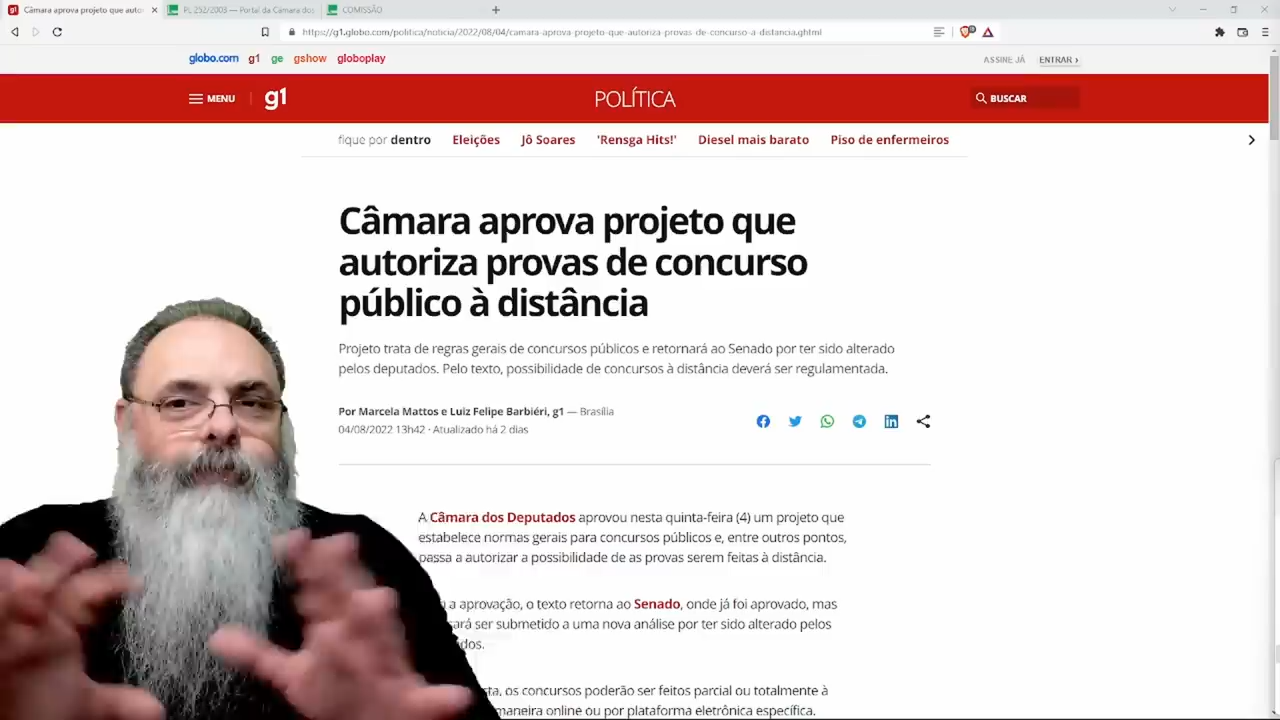 g1 Câmara aprova projeto que autor
PL 252/2003 — Portal da Câmara dos
COMISSÃO
https://g1.globo.com/politica/noticia/2022/08/04/camara-aprova-projeto-que-autoriza-provas-de-concurso-a-distancia.ghtml
globo.com g1 ge gshow globoplay
ASSINE JÁ ENTRAR ›
MENU g1 POLÍTICA BUSCAR
fique por dentro Eleições Jô Soares 'Rensga Hits!' Diesel mais barato Piso de enfermeiros
Câmara aprova projeto que
autoriza provas de concurso
público à distância
Projeto trata de regras gerais de concursos públicos e retornará ao Senado por ter sido alterado
pelos deputados. Pelo texto, possibilidade de concursos à distância deverá ser regulamentada.
Por Marcela Mattos e Luiz Felipe Barbiéri, g1 — Brasília
04/08/2022 13h42 · Atualizado há 2 dias
A Câmara dos Deputados aprovou nesta quinta-feira (4) um projeto que
estabelece normas gerais para concursos públicos e, entre outros pontos,
passa a autorizar a possibilidade de as provas serem feitas à distância.
a aprovação, o texto retorna ao Senado, onde já foi aprovado, mas
ser submetido a uma nova análise por ter sido alterado pelos
os concursos poderão ser feitos parcial ou totalmente à
maneira online ou por plataforma eletrônica específica.